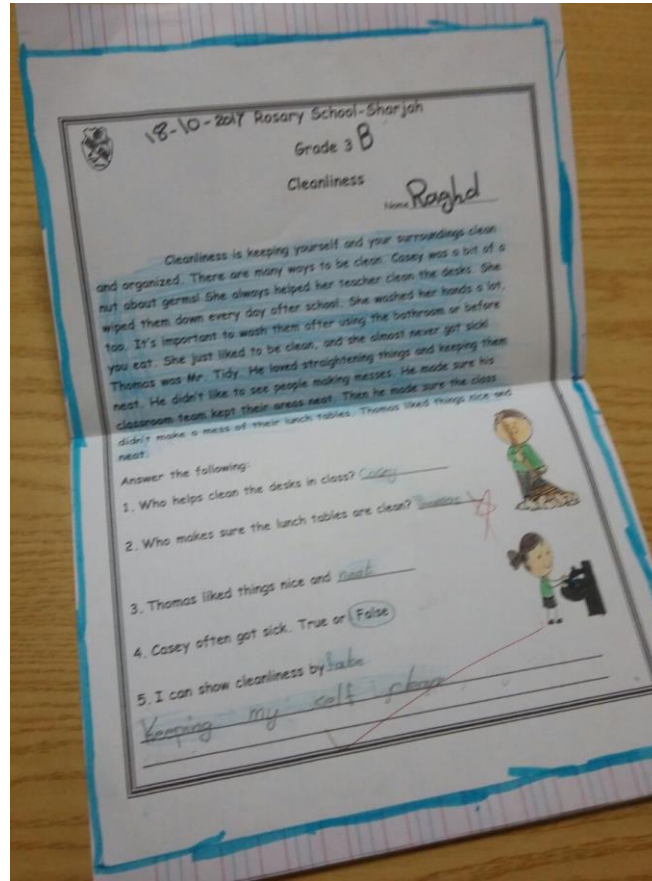 18-10-2017 Rosary School-Sharjah
Grade 3 B
Cleanliness
Name Raghd
Cleanliness is keeping yourself and your surroundings clean
and organized. There are many ways to be clean. Casey was a bit of a
nut about germs! She always helped her teacher clean the desks. She
wiped them down every day after school. She washed her hands a lot,
too. It's important to wash them after using the bathroom or before
you eat. She just liked to be clean, and she almost never got sick!
Thomas was Mr. Tidy. He loved straightening things and keeping them
neat. He didn't like to see people making messes. He made sure his
classroom team kept their areas neat. Then he made sure the class
didn't make a mess of their lunch tables. Thomas liked things nice and
neat.
Answer the following:
1. Who helps clean the desks in class? Casey
2. Who makes sure the lunch tables are clean? Thomas
3. Thomas liked things nice and neat
4. Casey often got sick. True or False
5. I can show cleanliness by
Keeping my self clean